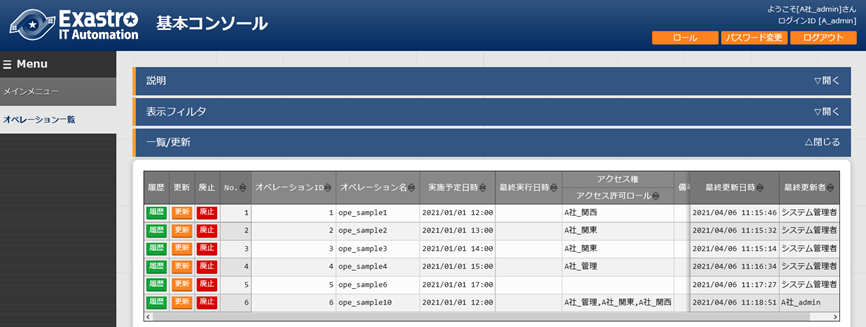 Exastro
IT Automation
基本コンソール
ようこそ[A社_admin]さん
ログインID [A_admin]
ロール パスワード変更 ログアウト
Menu
メインメニュー
オペレーション一覧
説明 ▽開く
表示フィルタ ▽開く
一覧/更新 △閉じる
履歴 更新 廃止 No. オペレーションID オペレーション名 実施予定日時 最終実行日時 アクセス権 備 最終更新日時 最終更新者
アクセス許可ロール
履歴 更新 廃止 1 1 ope_sample1 2021/01/01 12:00 A社_関西 2021/04/06 11:15:46 システム管理者
履歴 更新 廃止 2 2 ope_sample2 2021/01/01 13:00 A社_関東 2021/04/06 11:15:32 システム管理者
履歴 更新 廃止 3 3 ope_sample3 2021/01/01 14:00 A社_関東 2021/04/06 11:15:14 システム管理者
履歴 更新 廃止 4 4 ope_sample4 2021/01/01 15:00 A社_管理 2021/04/06 11:16:34 システム管理者
履歴 更新 廃止 5 5 ope_sample6 2021/01/01 17:00 2021/04/06 11:17:27 システム管理者
履歴 更新 廃止 6 6 ope_sample10 2021/01/01 12:00 A社_管理,A社_関東,A社_関西 2021/04/06 11:18:51 A社_admin